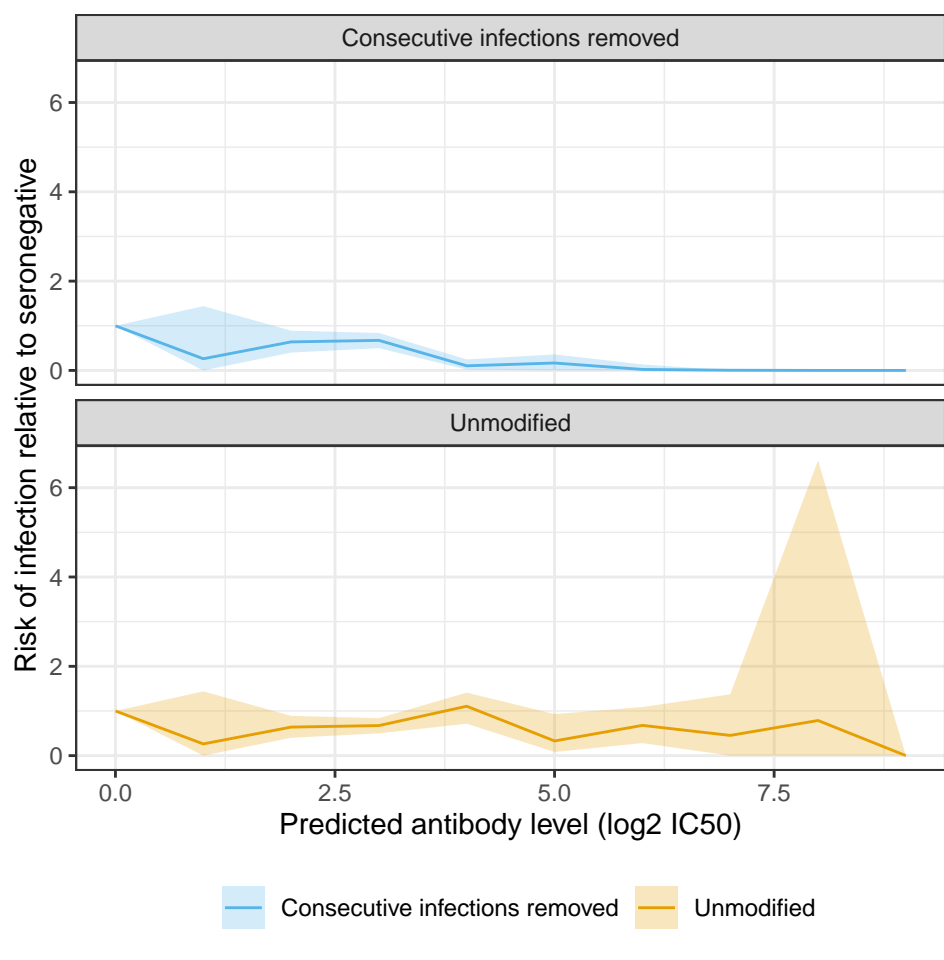 Consecutive infections removed
6
4
2
0
Risk of infection relative to seronegative
Unmodified
6
4
2
0
0.0 2.5 5.0 7.5
Predicted antibody level (log2 IC50)
Consecutive infections removed Unmodified